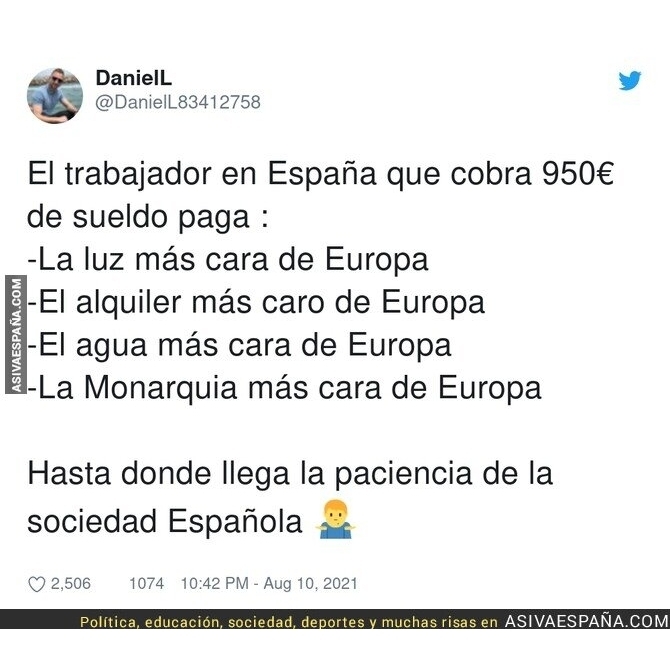 DanielL
@DanielL83412758
El trabajador en España que cobra 950€
de sueldo paga :
-La luz más cara de Europa
-El alquiler más caro de Europa
-El agua más cara de Europa
-La Monarquia más cara de Europa
Hasta donde llega la paciencia de la
sociedad Española
2,506 1074 10:42 PM - Aug 10, 2021
ASIVAESPAÑA.COM
Política, educación, sociedad, deportes y muchas risas en ASIVAESPAÑA.COM